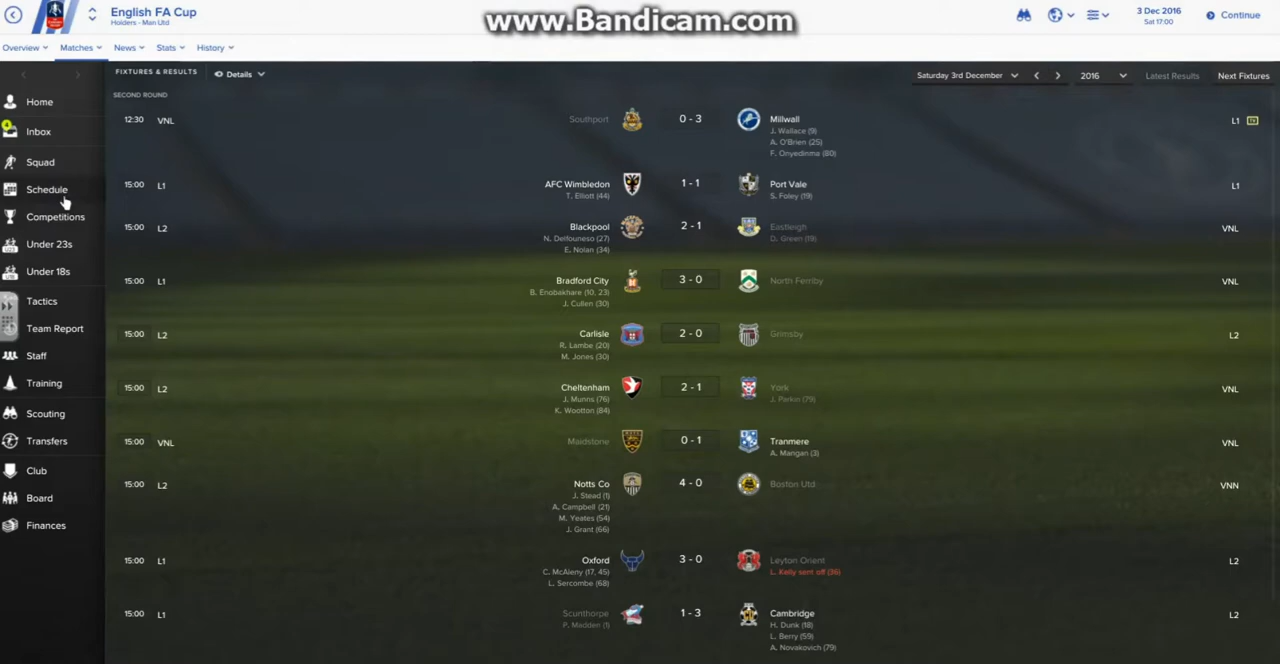 English FA Cup
Holders - Man Utd
www.Bandicam.com
3 Dec 2016
Sat 17:00
Continue
Overview
Matches
News
Stats
History
Home
4
Inbox
Squad
Schedule
Competitions
Under 23s
Under 18s
Tactics
Team Report
Staff
Training
Scouting
Transfers
Club
Board
Finances
FIXTURES & RESULTS
Details
Saturday 3rd December
2016
Latest Results
Next Fixtures
SECOND ROUND
12:30 VNL Southport 0 - 3 Millwall L1
J. Wallace (9)
A. O'Brien (25)
F. Onyedinma (80)
15:00 L1 AFC Wimbledon 1 - 1 Port Vale L1
T. Elliott (44) S. Foley (19)
15:00 L2 Blackpool 2 - 1 Eastleigh VNL
N. Delfouneso (27) D. Green (19)
E. Nolan (34)
15:00 L1 Bradford City 3 - 0 North Ferriby VNL
B. Enobakhare (10, 23)
J. Cullen (30)
15:00 L2 Carlisle 2 - 0 Grimsby L2
R. Lambe (20)
M. Jones (30)
15:00 L2 Cheltenham 2 - 1 York VNL
J. Munns (76) J. Parkin (79)
K. Wootton (84)
15:00 VNL Maidstone 0 - 1 Tranmere VNL
A. Mangan (3)
15:00 L2 Notts Co 4 - 0 Boston Utd VNN
J. Stead (1)
A. Campbell (21)
M. Yeates (54)
J. Grant (66)
15:00 L1 Oxford 3 - 0 Leyton Orient L2
C. McAleny (17, 45) L. Kelly sent off (36)
L. Sercombe (68)
15:00 L1 Scunthorpe 1 - 3 Cambridge L2
P. Madden (1) H. Dunk (18)
L. Berry (59)
A. Novakovich (79)